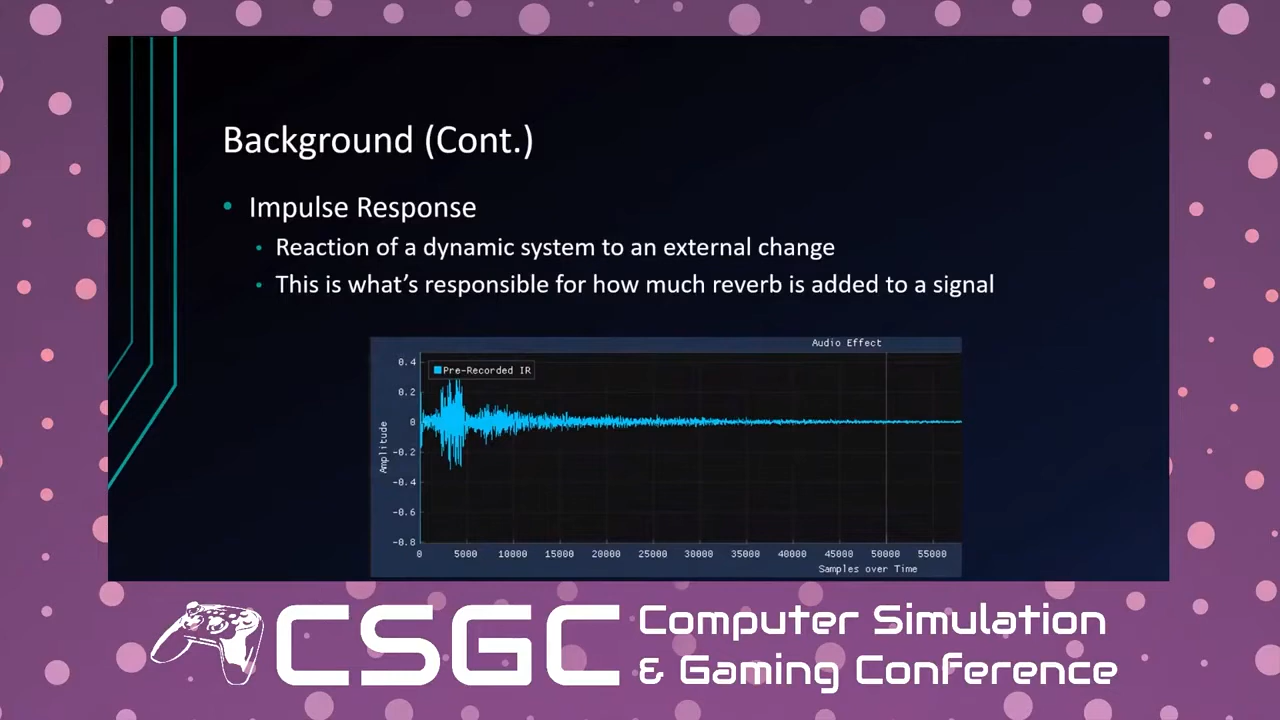 Background (Cont.)
• Impulse Response
• Reaction of a dynamic system to an external change
• This is what's responsible for how much reverb is added to a signal
Audio Effect
Pre-Recorded IR
Amplitude
0.4
0.2
0
-0.2
-0.4
-0.6
-0.8
0 5000 10000 15000 20000 25000 30000 35000 40000 45000 50000 55000
Samples over Time
CSGC
Computer Simulation
& Gaming Conference